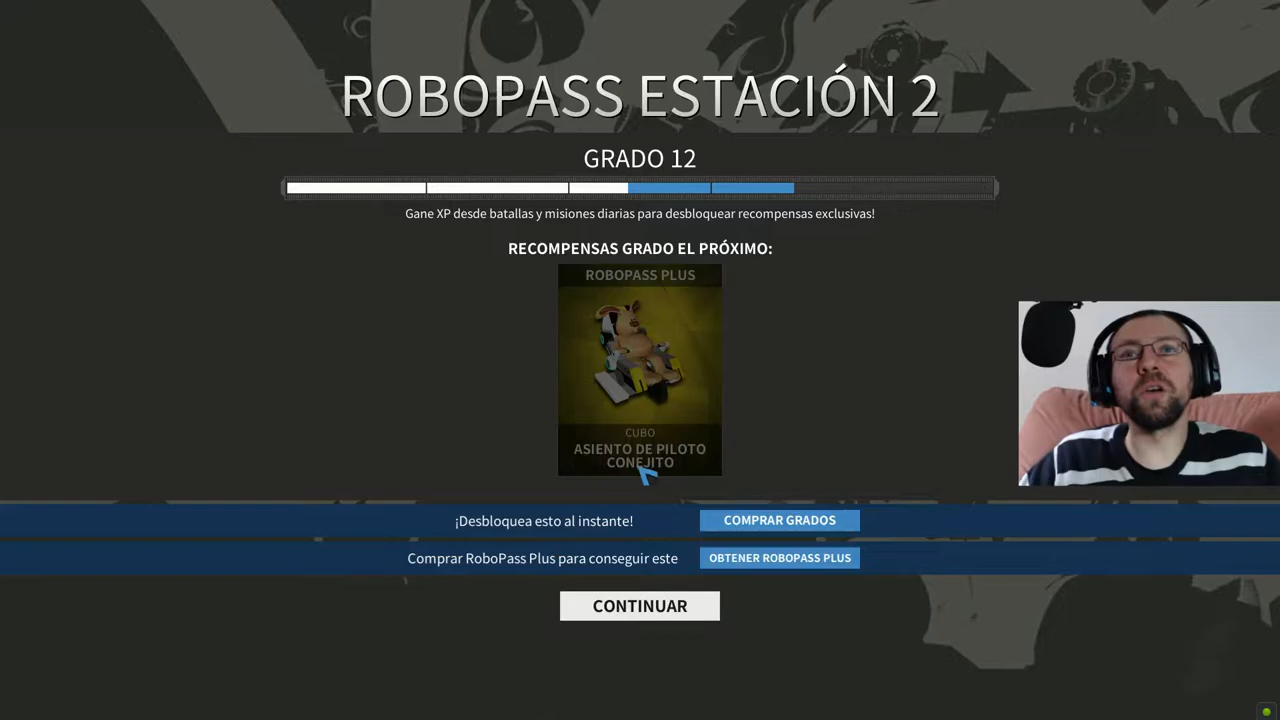 ROBOPASS ESTACIÓN 2
GRADO 12
Gane XP desde batallas y misiones diarias para desbloquear recompensas exclusivas!
RECOMPENSAS GRADO EL PRÓXIMO:
ROBOPASS PLUS
CUBO
ASIENTO DE PILOTO
CONEJITO
¡Desbloquea esto al instante!
COMPRAR GRADOS
Comprar RoboPass Plus para conseguir este
OBTENER ROBOPASS PLUS
CONTINUAR